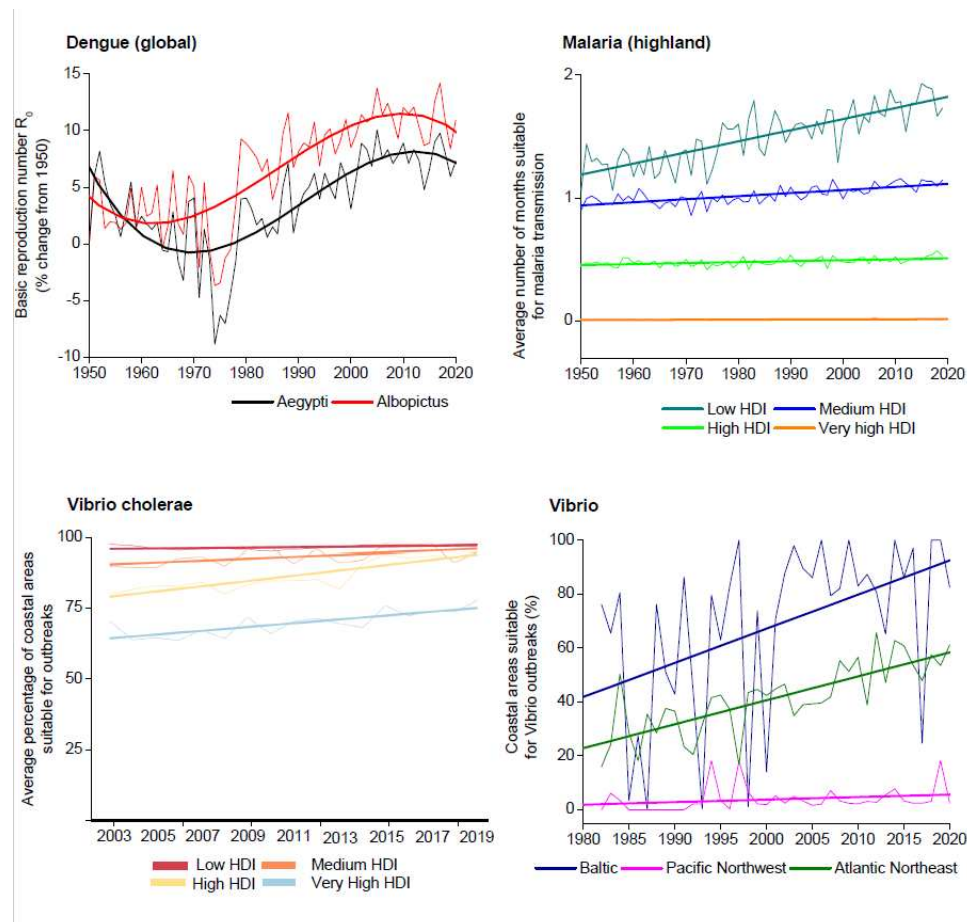 Dengue (global)
Basic reproduction number R0
(% change from 1950)
15
10
5
0
-5
-10
1950 1960 1970 1980 1990 2000 2010 2020
Aegypti Albopictus
Malaria (highland)
Average number of months suitable
for malaria transmission
2
1
0
1950 1960 1970 1980 1990 2000 2010 2020
Low HDI Medium HDI
High HDI Very high HDI
Vibrio cholerae
Average percentage of coastal areas
suitable for outbreaks
100
75
50
25
2003 2005 2007 2009 2011 2013 2015 2017 2019
Low HDI Medium HDI
High HDI Very High HDI
Vibrio
Coastal areas suitable
for Vibrio outbreaks (%)
100
80
60
40
20
0
1980 1985 1990 1995 2000 2005 2010 2015 2020
Baltic Pacific Northwest Atlantic Northeast